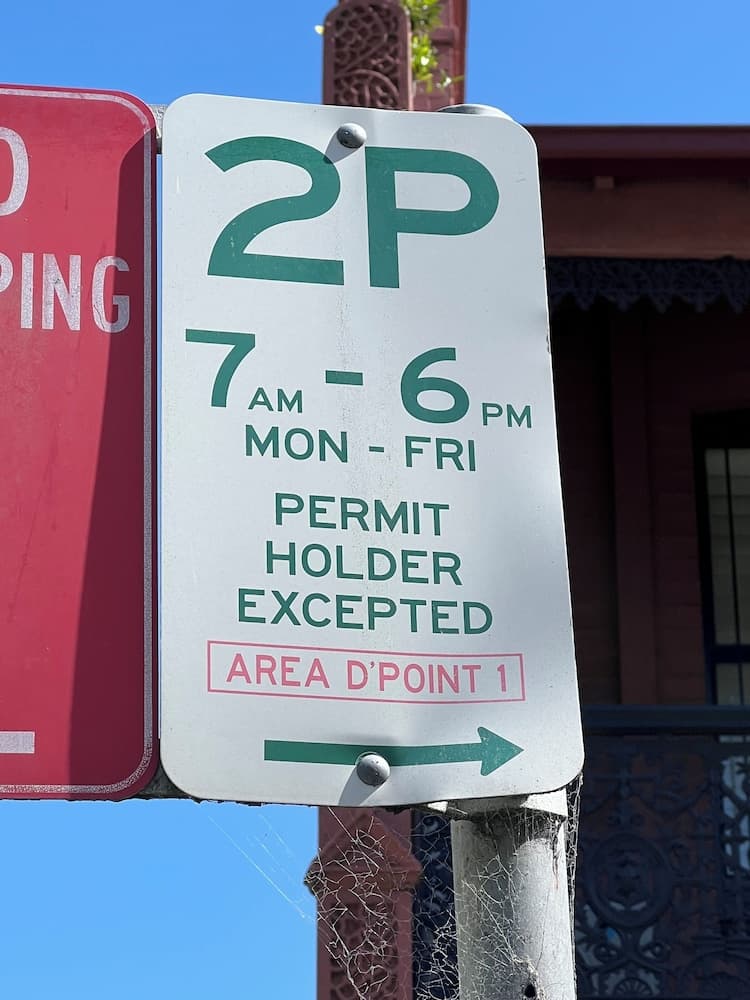 PING
2P
7AM - 6PM
MON - FRI
PERMIT
HOLDER
EXCEPTED
AREA D'POINT 1